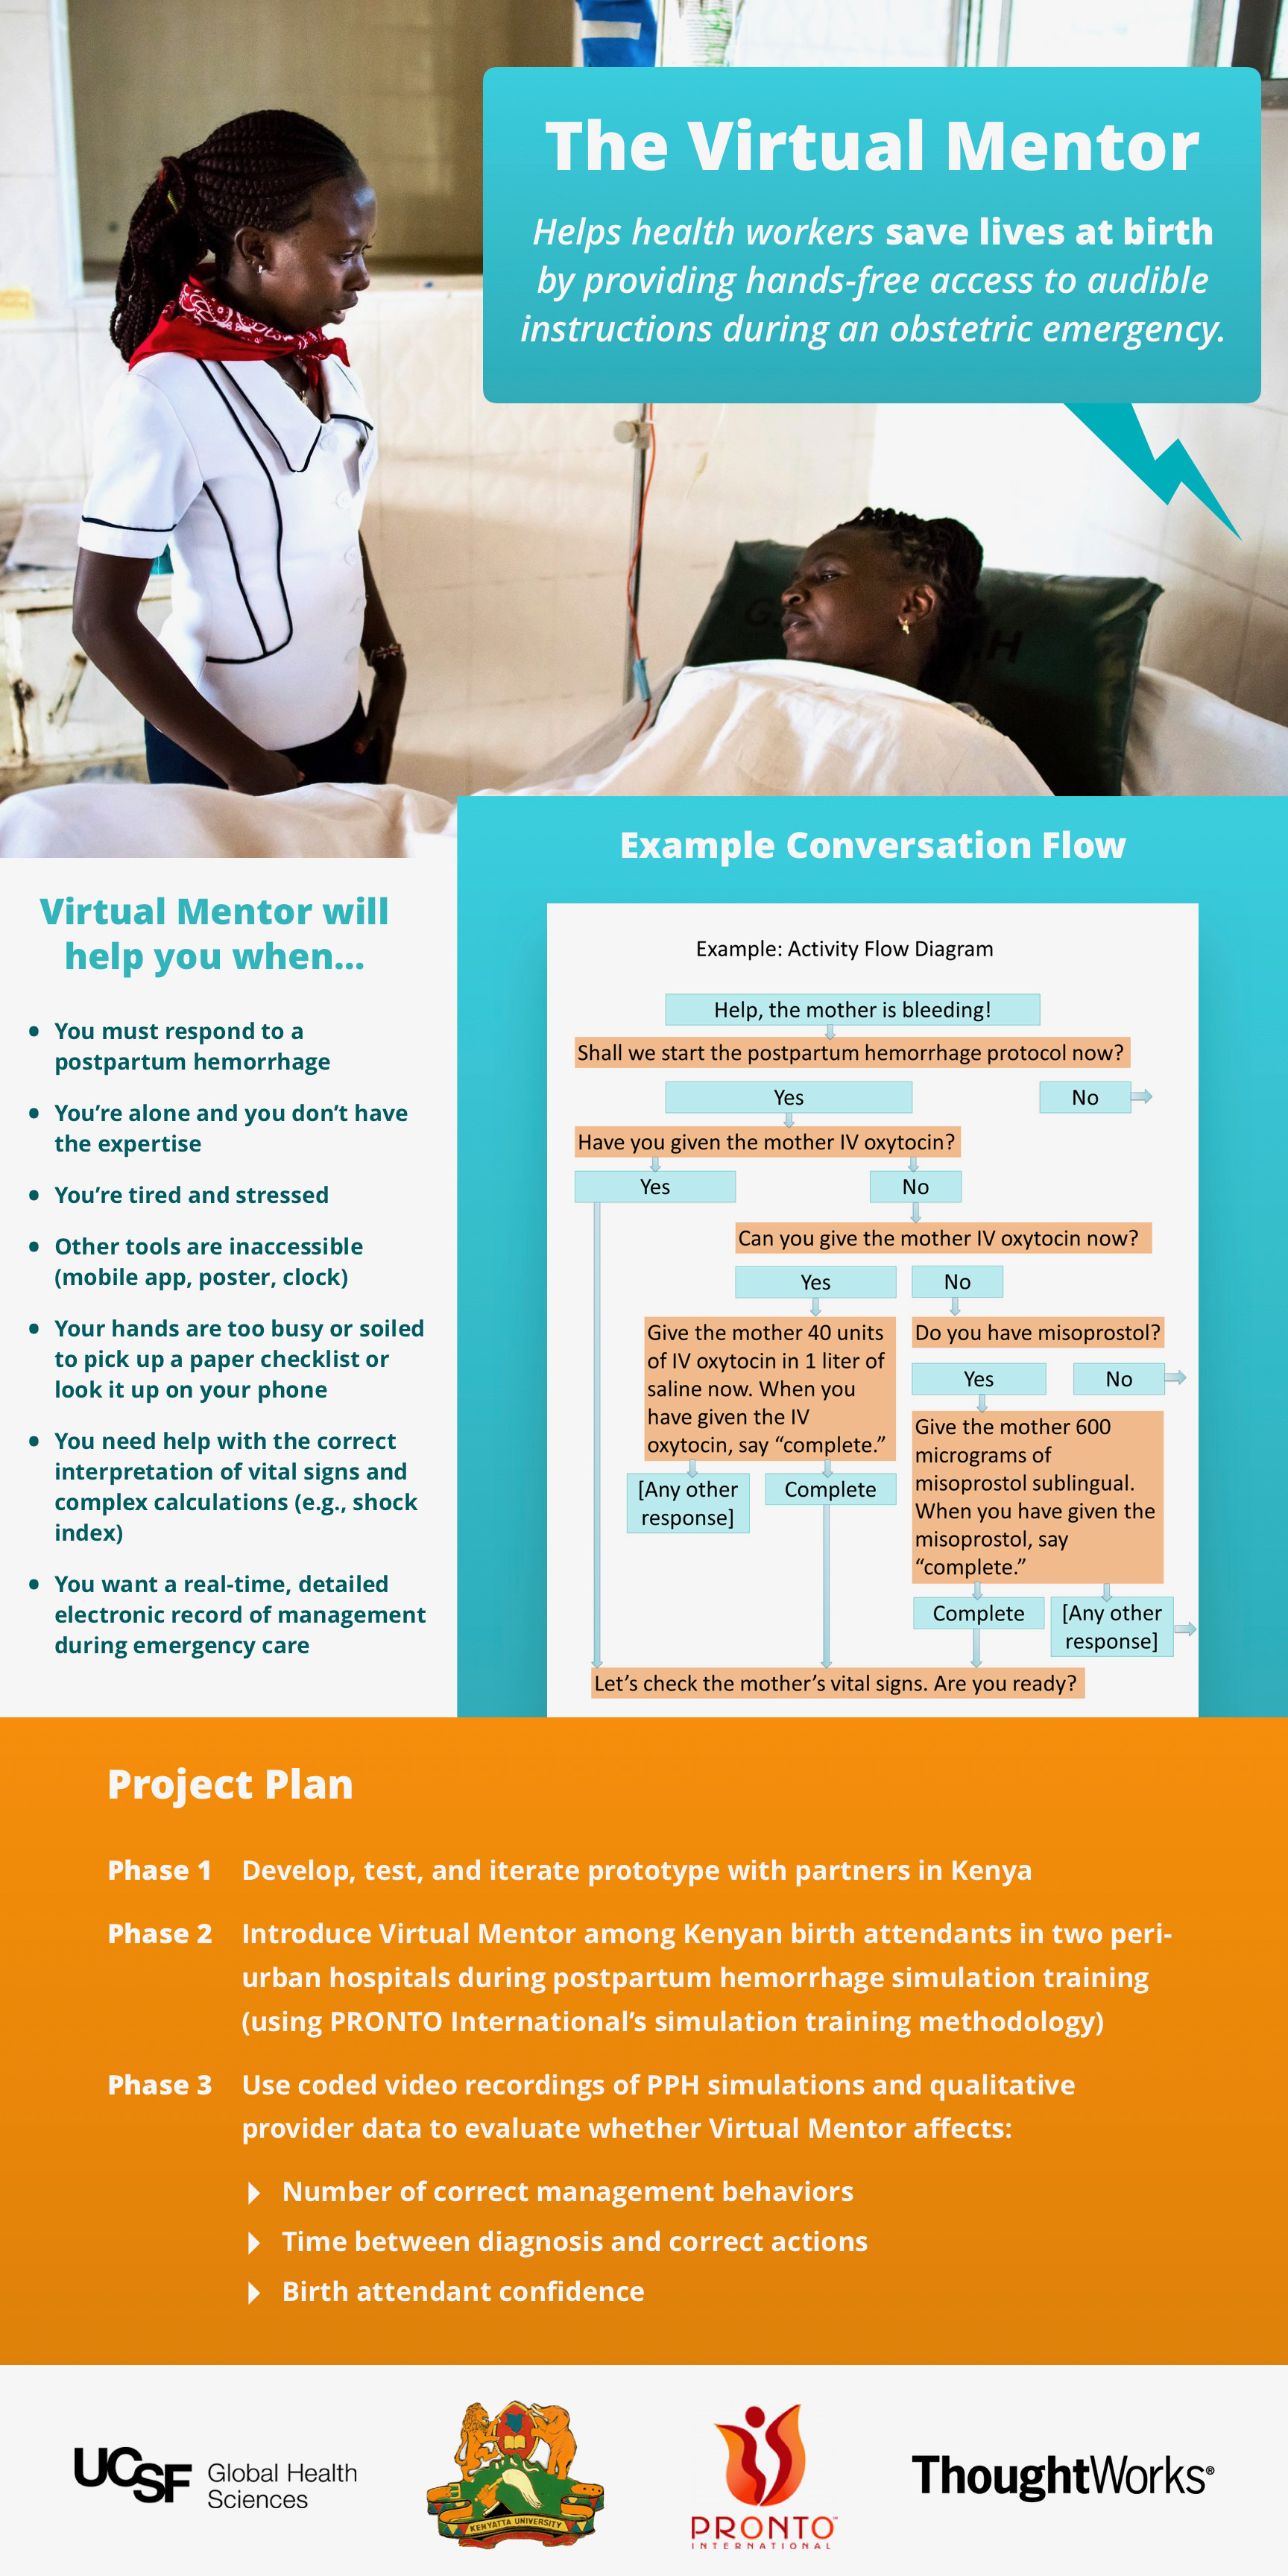 The Virtual Mentor
Helps health workers save lives at birth
by providing hands-free access to audible
instructions during an obstetric emergency.
Virtual Mentor will
help you when...
• You must respond to a
postpartum hemorrhage
• You’re alone and you don’t have
the expertise
• You’re tired and stressed
• Other tools are inaccessible
(mobile app, poster, clock)
• Your hands are too busy or soiled
to pick up a paper checklist or
look it up on your phone
• You need help with the correct
interpretation of vital signs and
complex calculations (e.g., shock
index)
• You want a real-time, detailed
electronic record of management
during emergency care
Example Conversation Flow
Example: Activity Flow Diagram
Help, the mother is bleeding!
Shall we start the postpartum hemorrhage protocol now?
Yes
No
Have you given the mother IV oxytocin?
Yes
No
Can you give the mother IV oxytocin now?
Yes
No
Give the mother 40 units
of IV oxytocin in 1 liter of
saline now. When you
have given the IV
oxytocin, say “complete.”
Do you have misoprostol?
Yes
No
Give the mother 600
micrograms of
misoprostol sublingual.
When you have given the
misoprostol, say
“complete.”
[Any other
response]
Complete
Complete
[Any other
response]
Let’s check the mother’s vital signs. Are you ready?
Project Plan
Phase 1 Develop, test, and iterate prototype with partners in Kenya
Phase 2 Introduce Virtual Mentor among Kenyan birth attendants in two peri-
urban hospitals during postpartum hemorrhage simulation training
(using PRONTO International’s simulation training methodology)
Phase 3 Use coded video recordings of PPH simulations and qualitative
provider data to evaluate whether Virtual Mentor affects:
Number of correct management behaviors
Time between diagnosis and correct actions
Birth attendant confidence
UCSF Global Health
Sciences
KENYATTA UNIVERSITY
PRONTO
INTERNATIONAL
ThoughtWorks®